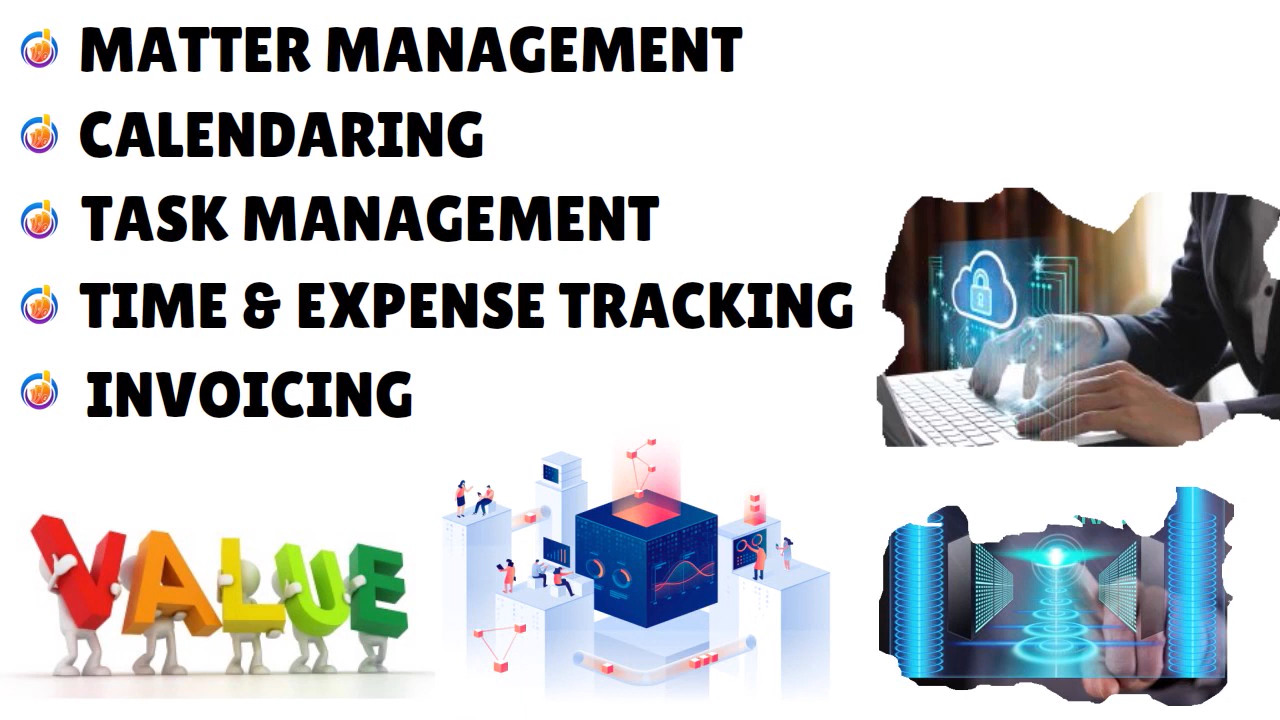 MATTER MANAGEMENT
CALENDARING
TASK MANAGEMENT
TIME & EXPENSE TRACKING
INVOICING
VALUE